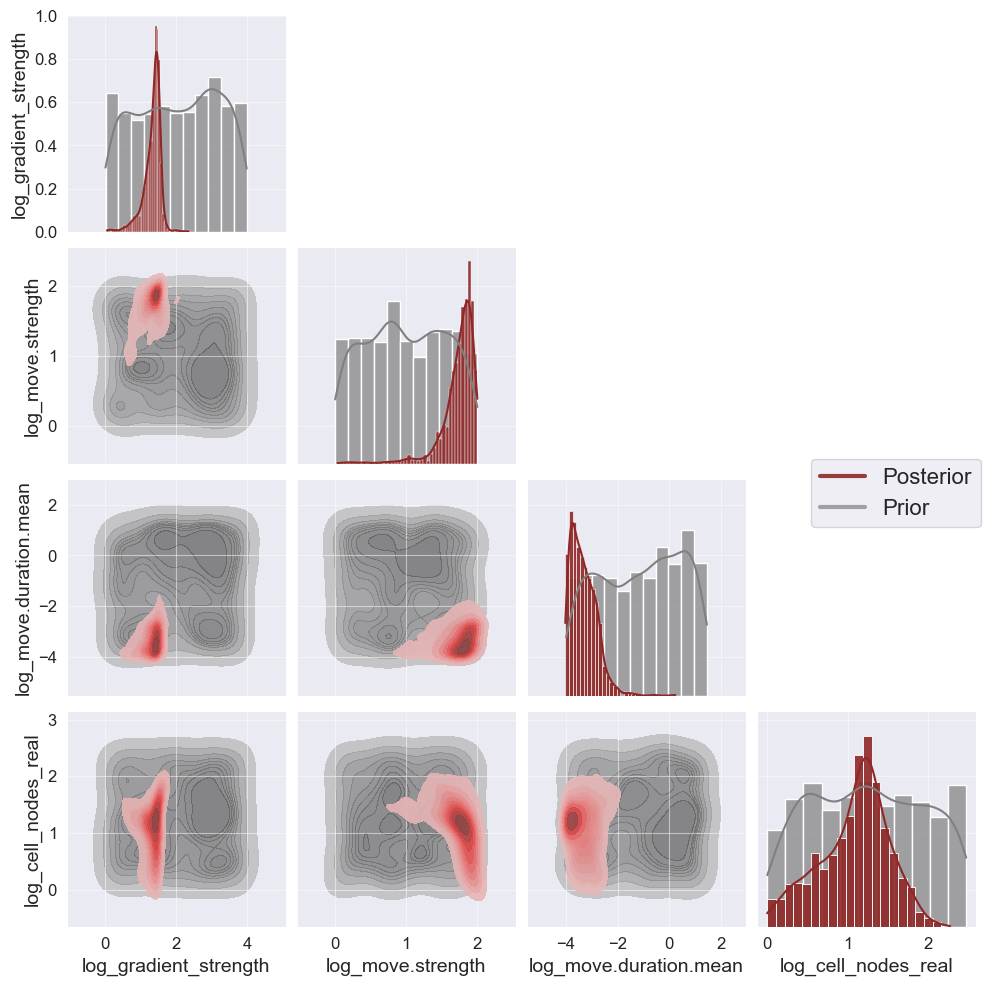 1.0
0.8
0.6
0.4
0.2
0.0
log_gradient_strength
2
1
0
log_move.strength
2
0
−2
−4
log_move.duration.mean
Posterior
Prior
3
2
1
0
log_cell_nodes_real
0 2 4
0 1 2
−4 −2 0 2
0 1 2
log_gradient_strength
log_move.strength
log_move.duration.mean
log_cell_nodes_real